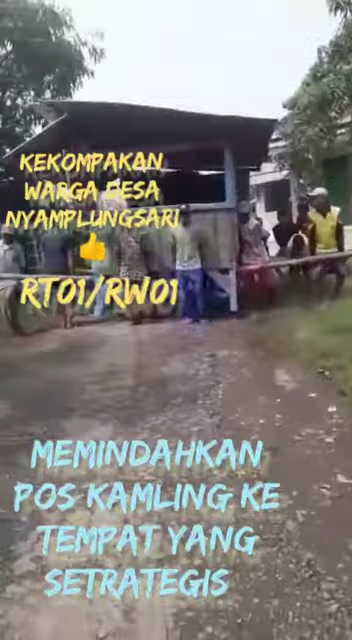 KEKOMPAKAN
WARGA DESA
NYAMPLUNGSARI
👍
RT01/RW01
MEMINDAHKAN
POS KAMLING KE
TEMPAT YANG
SETRATEGIS